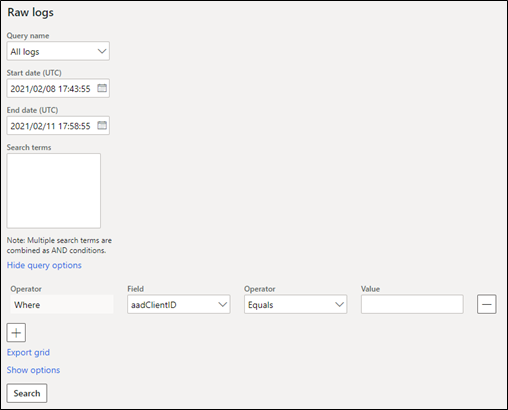 Raw logs
Query name
All logs
Start date (UTC)
2021/02/08 17:43:55
End date (UTC)
2021/02/11 17:58:55
Search terms
Note: Multiple search terms are
combined as AND conditions.
Hide query options
Operator Field Operator Value
Where aadClientID Equals
Export grid
Show options
Search